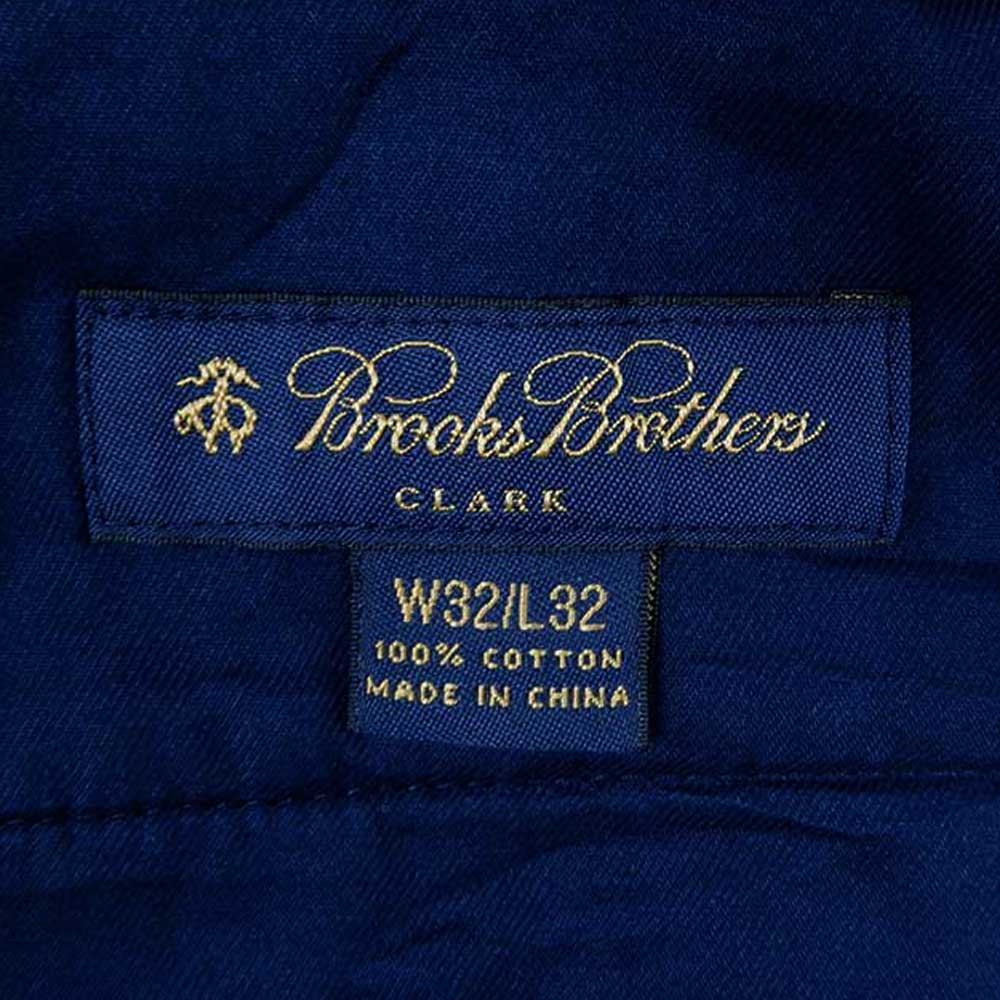 Brooks Brothers
CLARK
W32/L32
100% COTTON
MADE IN CHINA